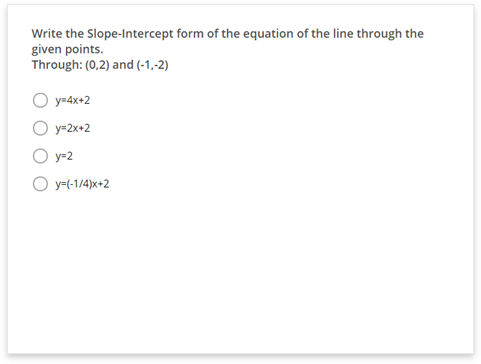 Write the Slope-Intercept form of the equation of the line through the
given points.
Through: (0,2) and (-1,-2)
y=4x+2
y=2x+2
y=2
y=(-1/4)x+2